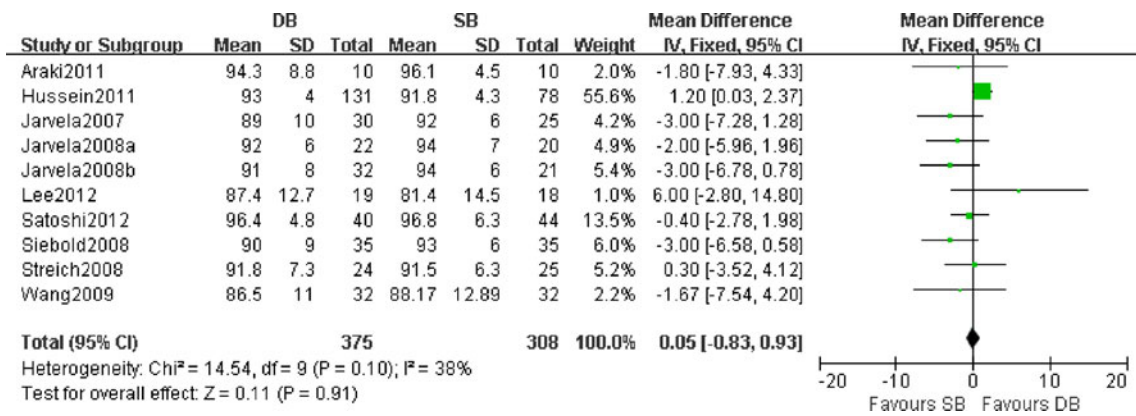 DB SB Mean Difference Mean Difference
Study or Subgroup Mean SD Total Mean SD Total Weight IV, Fixed, 95% CI IV, Fixed, 95% CI
Araki2011 94.3 8.8 10 96.1 4.5 10 2.0% -1.80 [-7.93, 4.33]
Hussein2011 93 4 131 91.8 4.3 78 55.6% 1.20 [0.03, 2.37]
Jarvela2007 89 10 30 92 6 25 4.2% -3.00 [-7.28, 1.28]
Jarvela2008a 92 6 22 94 7 20 4.9% -2.00 [-5.96, 1.96]
Jarvela2008b 91 8 32 94 6 21 6.4% -3.00 [-6.78, 0.78]
Lee2012 87.4 12.7 19 81.4 14.5 18 1.0% 6.00 [-2.80, 14.80]
Satoshi2012 96.4 4.8 40 96.8 6.3 44 13.5% -0.40 [-2.78, 1.98]
Siebold2008 90 9 35 93 6 35 6.0% -3.00 [-6.58, 0.58]
Streich2008 91.8 7.3 24 91.5 6.3 25 5.2% 0.30 [-3.52, 4.12]
Wang2009 86.5 11 32 88.17 12.89 32 2.2% -1.67 [-7.54, 4.20]
Total (95% CI) 375 308 100.0% 0.05 [-0.83, 0.93]
Heterogeneity: Chi² = 14.54, df = 9 (P = 0.10); I² = 38%
Test for overall effect: Z = 0.11 (P = 0.91)
-20 -10 0 10 20
Favours SB Favours DB